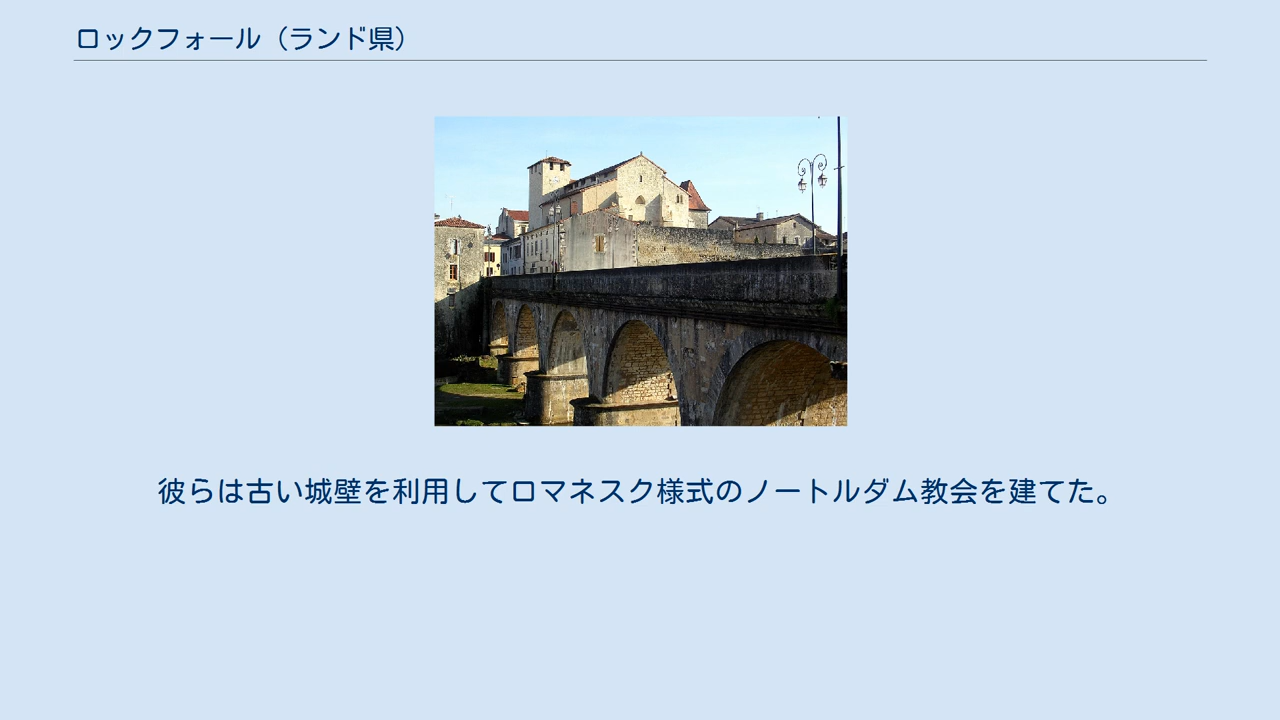 ロックフォール（ランド県）
彼らは古い城壁を利用してロマネスク様式のノートルダム教会を建てた。